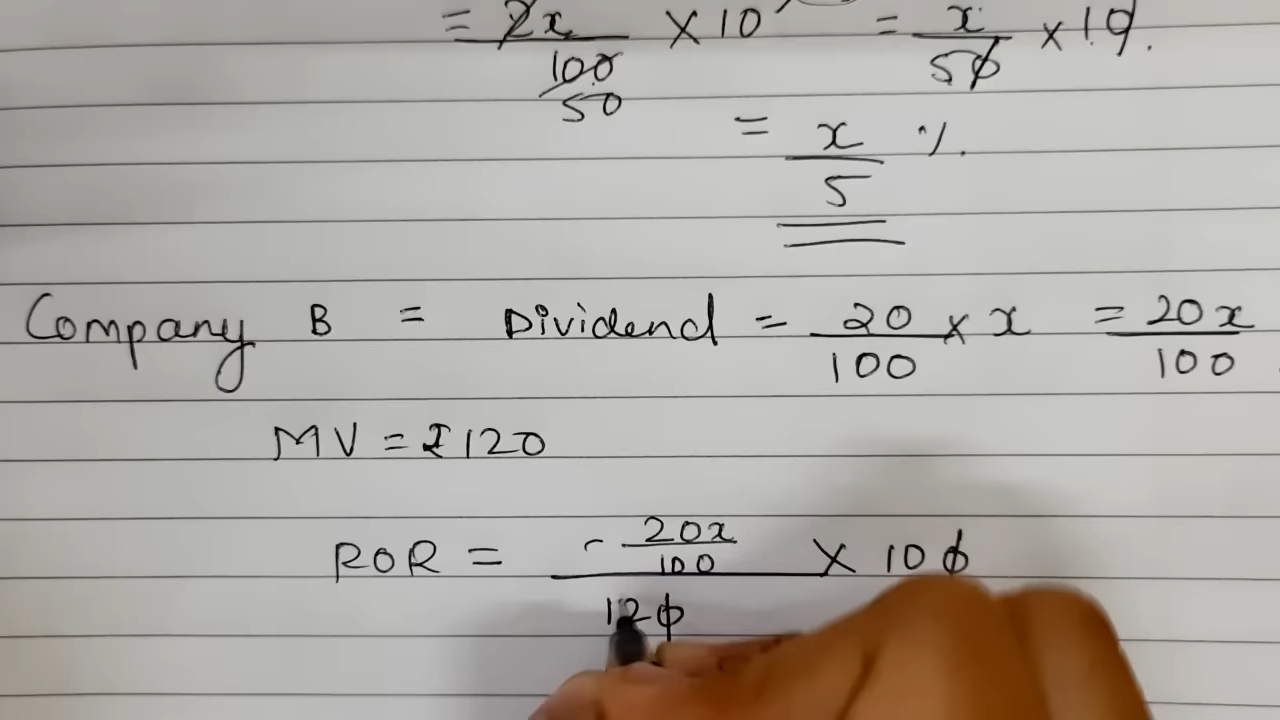 = 2x/100 50 × 10 = x/50 × 10.
= x/5 %.
Company B = Dividend = 20/100 × x = 20x/100
MV = ₹120
ROR = - 20x/100 / 120 × 100